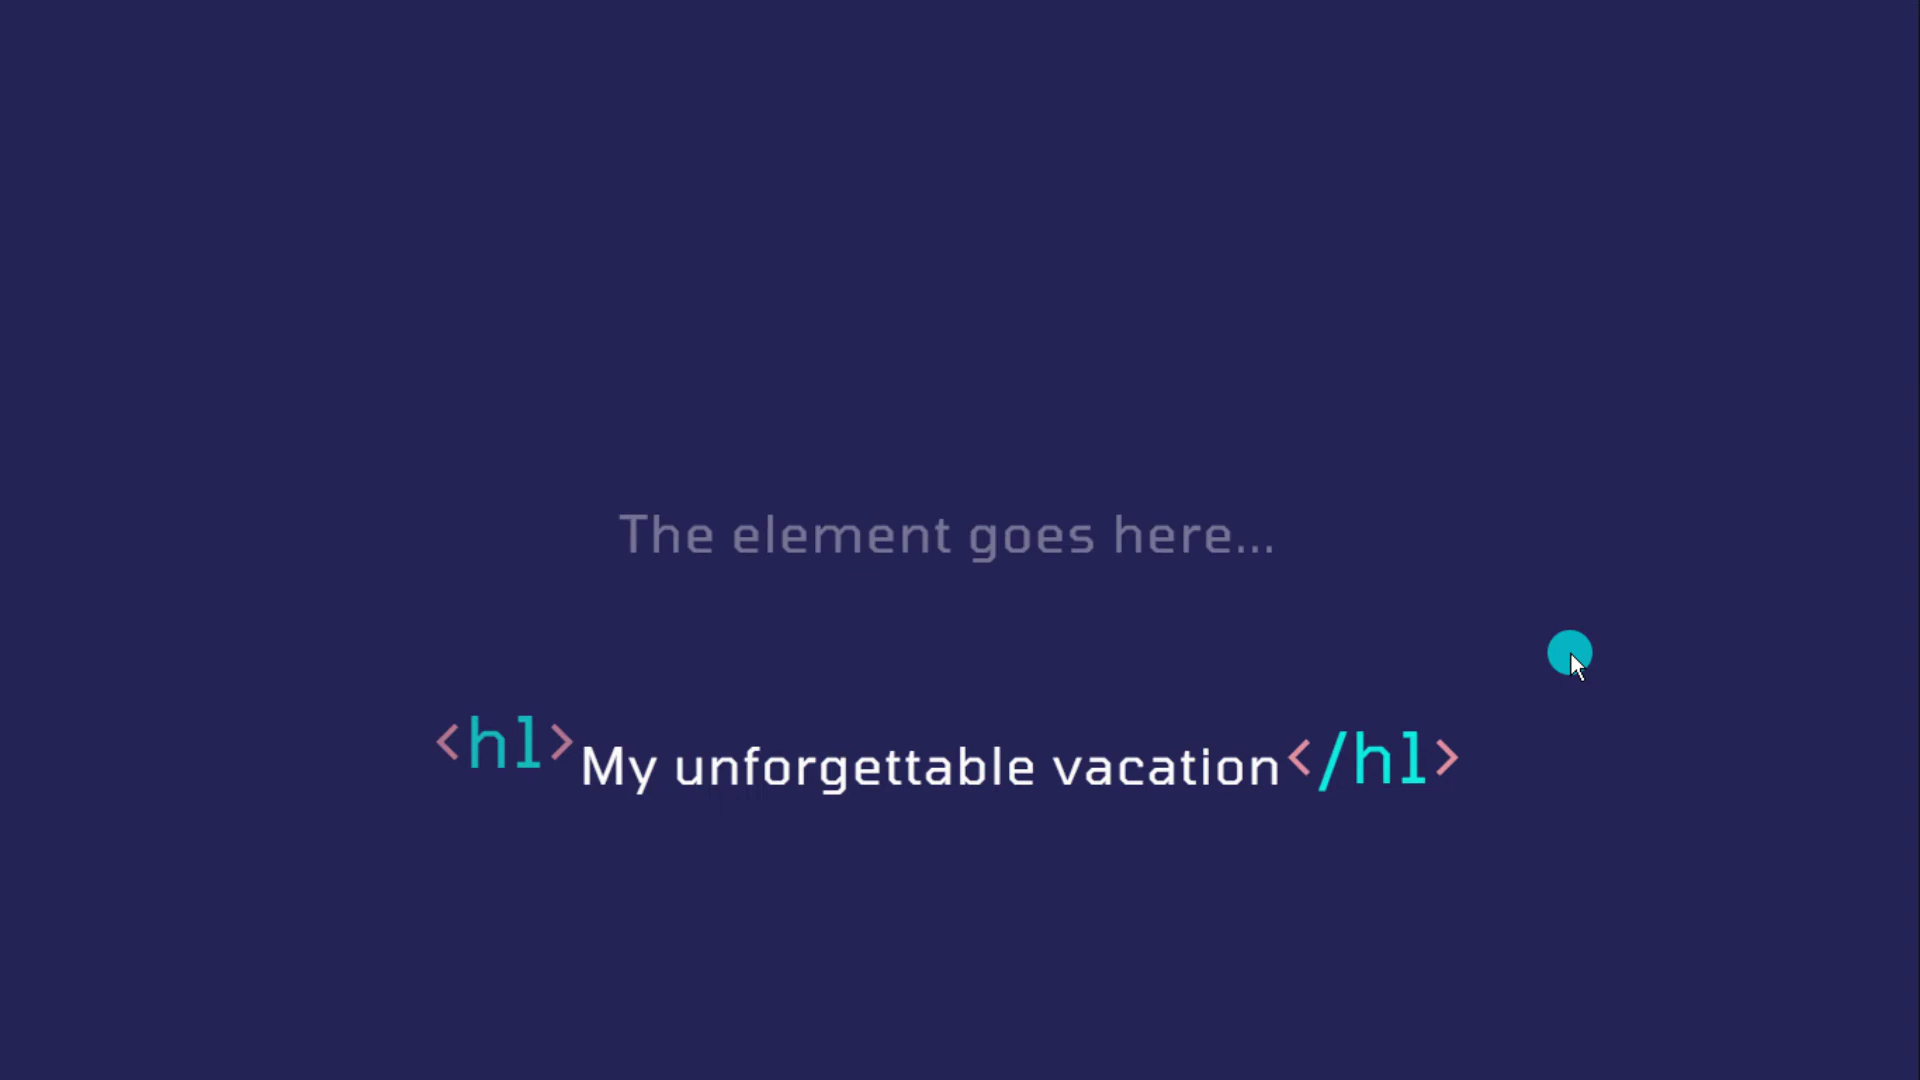 The element goes here...
<h1>My unforgettable vacation</h1>